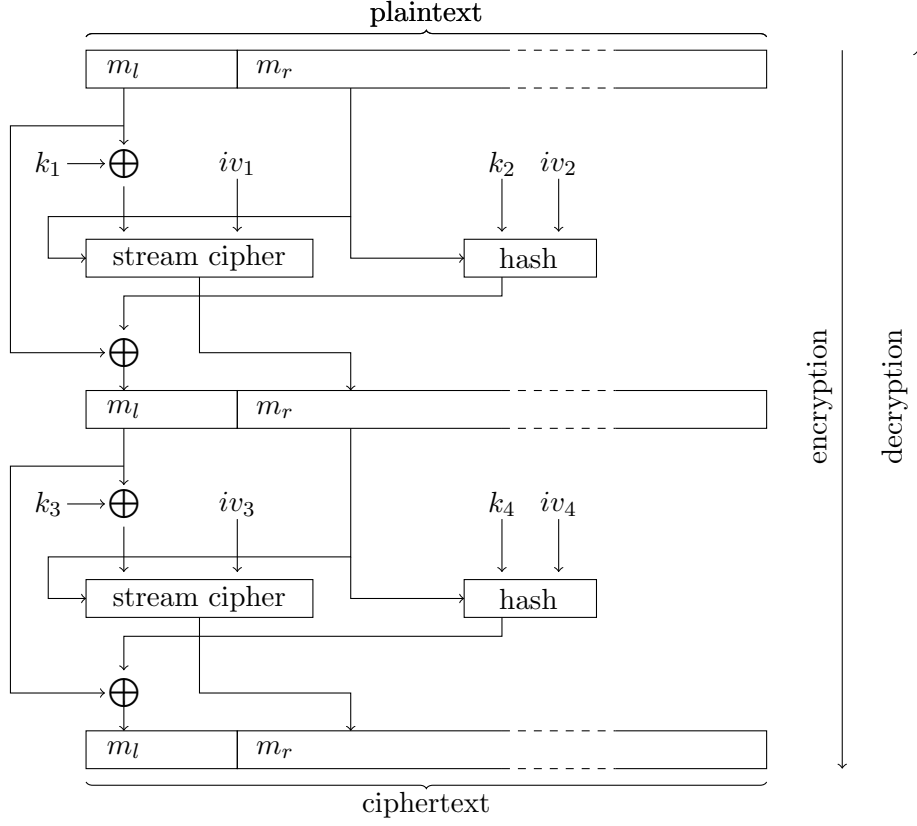 plaintext
m_l m_r
k_1 iv_1 k_2 iv_2
stream cipher hash
m_l m_r
k_3 iv_3 k_4 iv_4
stream cipher hash
m_l m_r
ciphertext
encryption
decryption